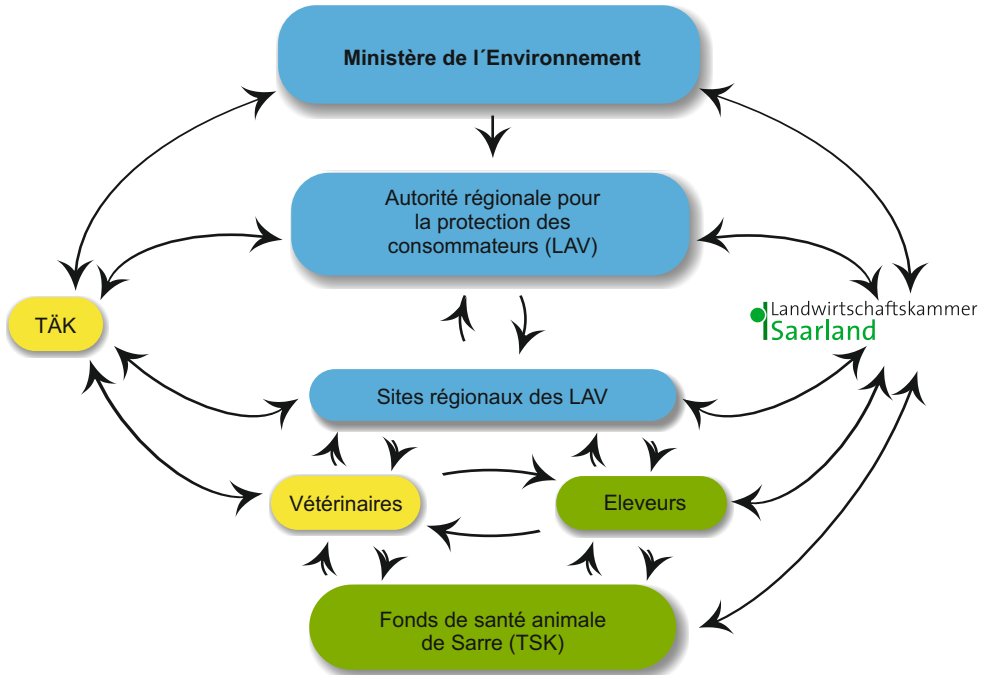 Ministère de l´Environnement
Autorité régionale pour
la protection des
consommateurs (LAV)
TÄK
Landwirtschaftskammer
Saarland
Sites régionaux des LAV
Vétérinaires
Eleveurs
Fonds de santé animale
de Sarre (TSK)